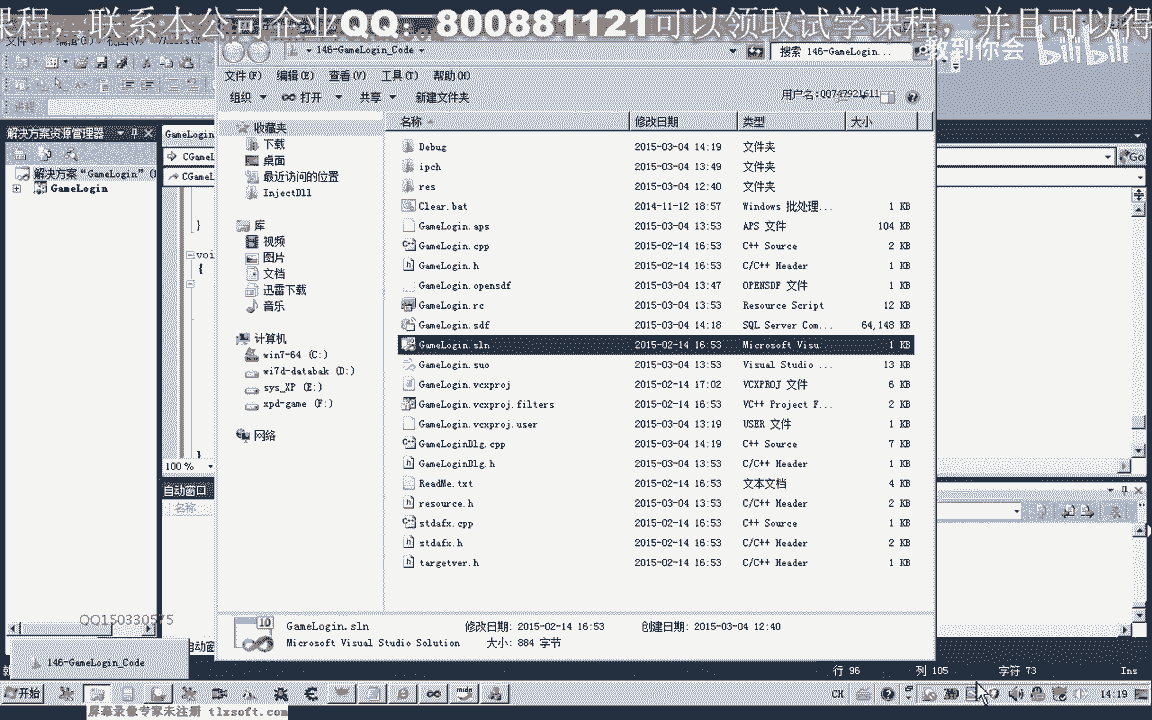 课程，联系本公司企业QQ：800881121可以领取试学课程，并且可以得
教到你会 bilibili
146-GameLogin_Code
搜索 146-GameLogin...
文件(F) 编辑(E) 查看(V) 工具(T) 帮助(H)
组织 打开 共享 新建文件夹
用户名:
解决方案资源管理器
解决方案“GameLogin”(
GameLogin
GameLogin
CGam
CGameL
Go
}
voi
{
}
100 %
自动窗口
名称
收藏夹
下载
桌面
最近访问的位置
InjectDll
库
视频
图片
文档
迅雷下载
音乐
计算机
win7-64 (C:)
wi7d-databak (D:)
sys_XP (E:)
xpd-game (F:)
网络
名称 修改日期 类型 大小
Debug 2015-03-04 14:19 文件夹
ipch 2015-03-04 13:49 文件夹
res 2015-03-04 12:40 文件夹
Clear.bat 2014-11-12 18:57 Windows 批处理... 1 KB
GameLogin.aps 2015-03-04 13:53 APS 文件 104 KB
GameLogin.cpp 2015-02-14 16:53 C++ Source 2 KB
GameLogin.h 2015-02-14 16:53 C/C++ Header 1 KB
GameLogin.opensdf 2015-03-04 13:47 OPENSDF 文件 1 KB
GameLogin.rc 2015-03-04 13:53 Resource Script 12 KB
GameLogin.sdf 2015-03-04 14:18 SQL Server Com... 64,148 KB
GameLogin.sln 2015-02-14 16:53 Microsoft Visu... 1 KB
GameLogin.suo 2015-03-04 13:53 Visual Studio ... 13 KB
GameLogin.vcxproj 2015-02-14 17:02 VCXPROJ 文件 6 KB
GameLogin.vcxproj.filters 2015-02-14 16:53 VC++ Project F... 2 KB
GameLogin.vcxproj.user 2015-03-04 13:19 USER 文件 1 KB
GameLoginDlg.cpp 2015-03-04 14:19 C++ Source 7 KB
GameLoginDlg.h 2015-03-04 13:53 C/C++ Header 1 KB
ReadMe.txt 2015-02-14 16:53 文本文档 4 KB
resource.h 2015-03-04 13:53 C/C++ Header 2 KB
stdafx.cpp 2015-02-14 16:53 C++ Source 1 KB
stdafx.h 2015-02-14 16:53 C/C++ Header 2 KB
targetver.h 2015-02-14 16:53 C/C++ Header 1 KB
GameLogin.sln 修改日期: 2015-02-14 16:53 创建日期: 2015-03-04 12:40
Microsoft Visual Studio Solution 大小: 884 字节
QQ150330575
146-GameLogin_Code
行 96 列 105 字符 73 Ins
开始 CH 14:19
屏幕录像专家未注册 tlxsoft.com